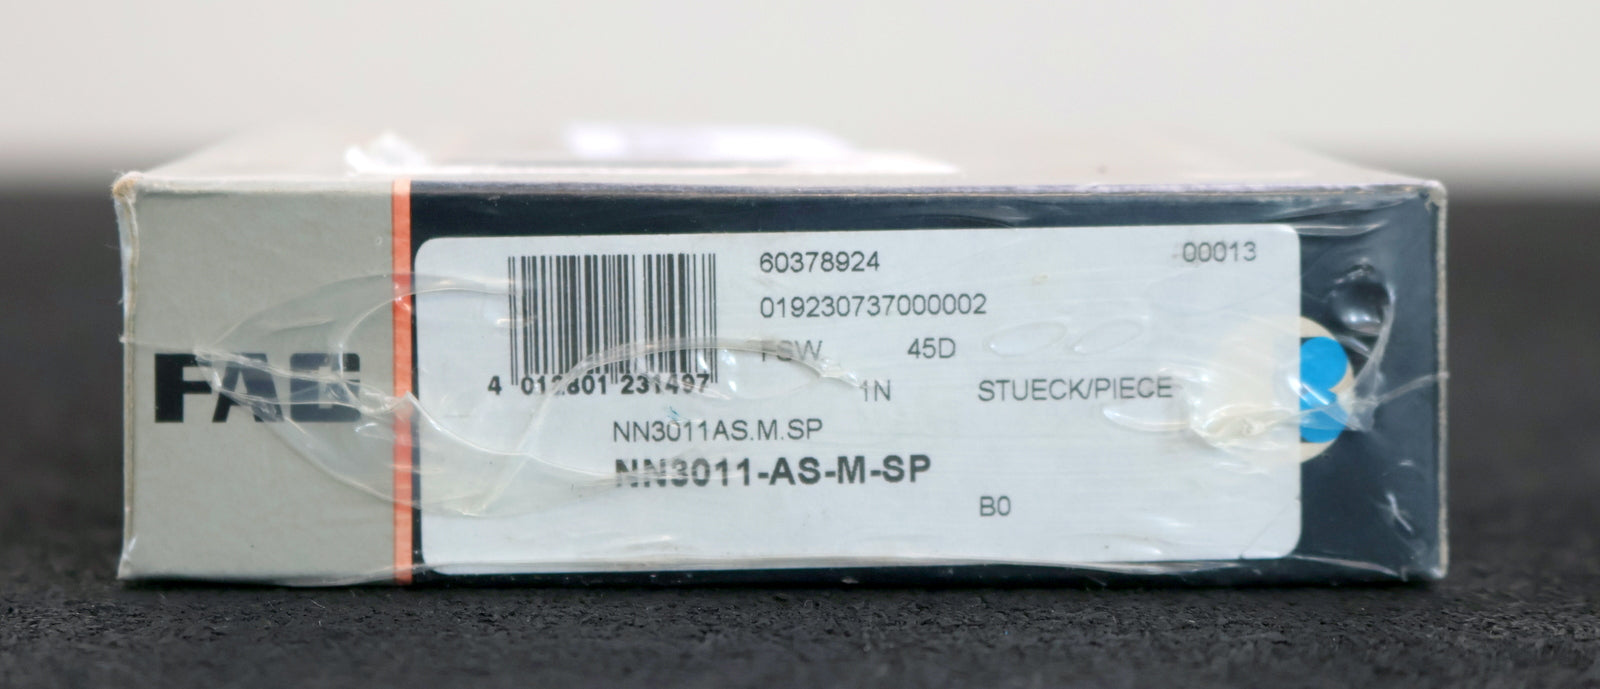 FAG
60378924
00013
019230737000002
FSW 45D
4 012801 231497
1N STUECK/PIECE
NN3011AS.M.SP
NN3011-AS-M-SP
B0